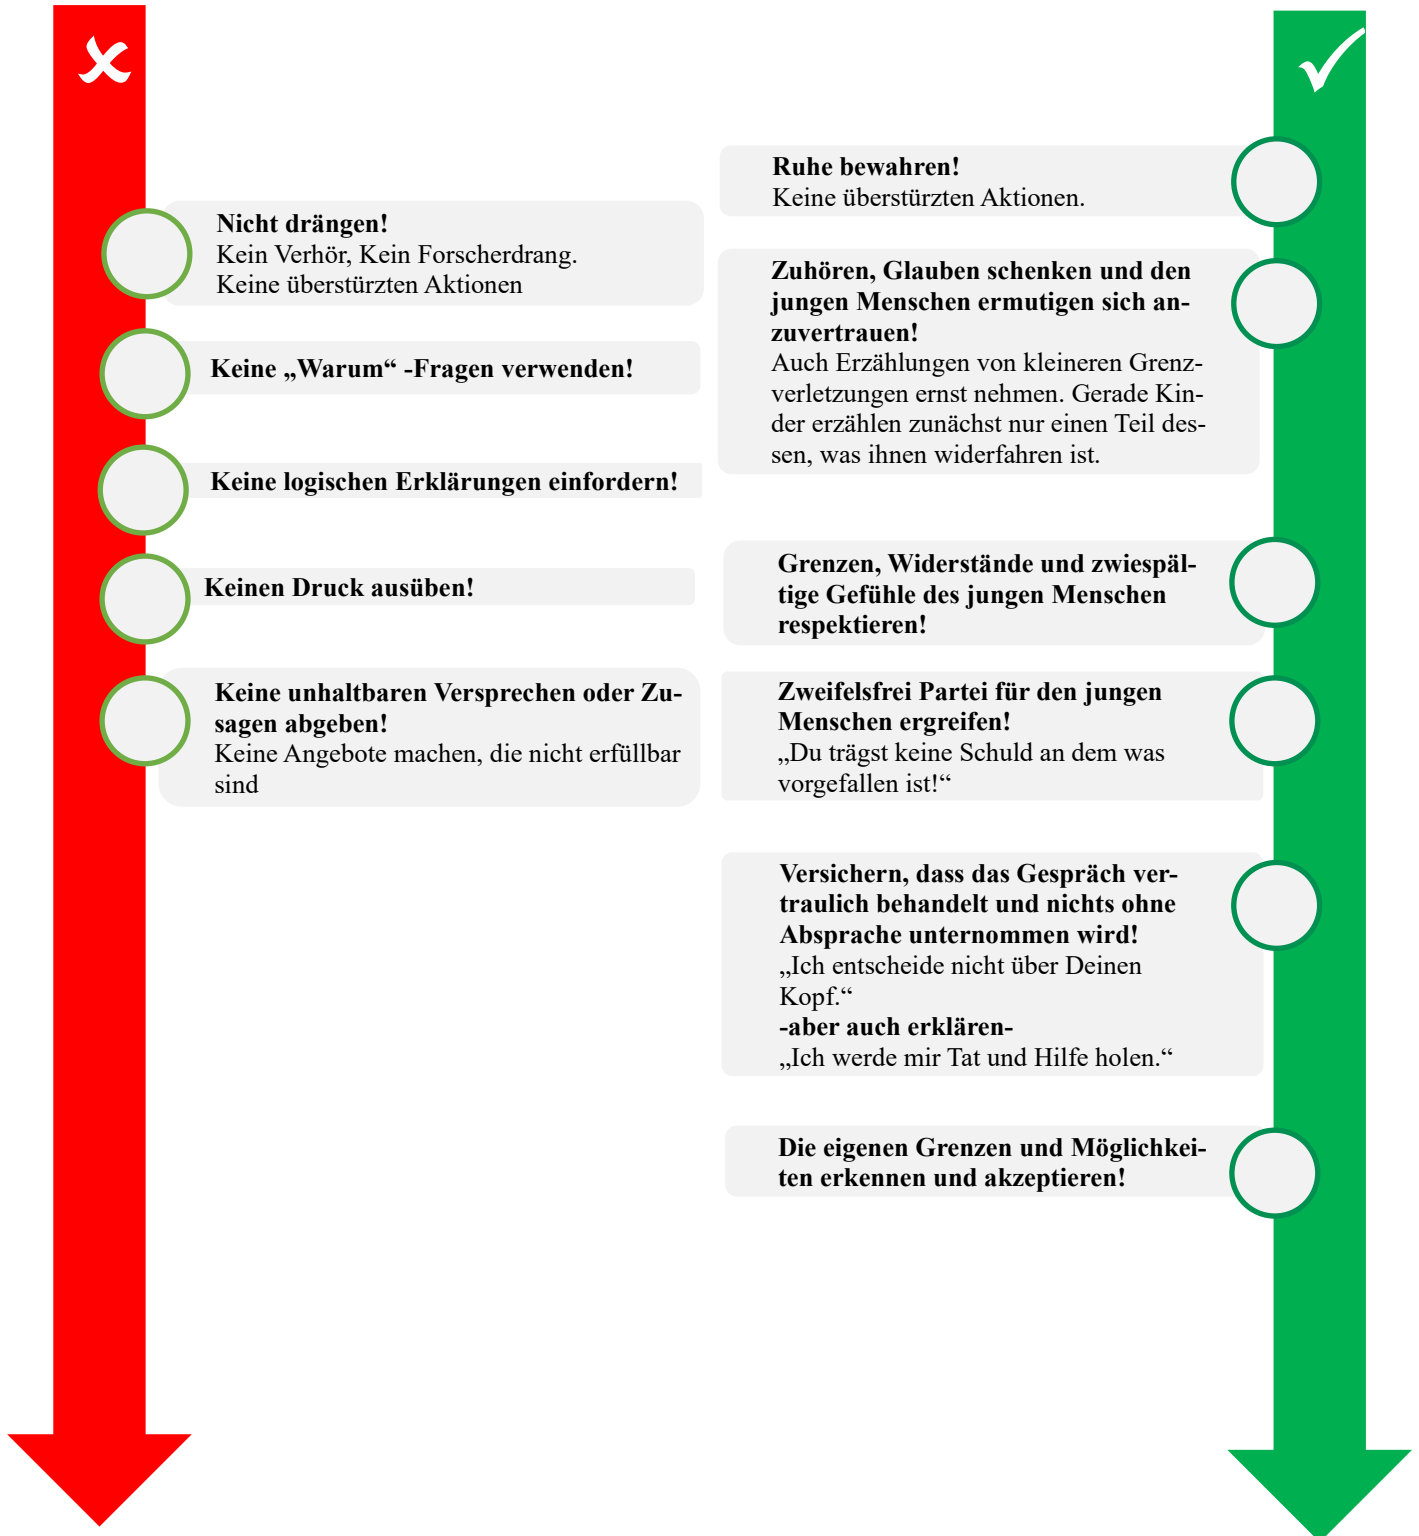 Nicht drängen!
Kein Verhör, Kein Forscherdrang.
Keine überstürzten Aktionen
Keine „Warum“ -Fragen verwenden!
Keine logischen Erklärungen einfordern!
Keinen Druck ausüben!
Keine unhaltbaren Versprechen oder Zu-
sagen abgeben!
Keine Angebote machen, die nicht erfüllbar
sind
Ruhe bewahren!
Keine überstürzten Aktionen.
Zuhören, Glauben schenken und den
jungen Menschen ermutigen sich an-
zuvertrauen!
Auch Erzählungen von kleineren Grenz-
verletzungen ernst nehmen. Gerade Kin-
der erzählen zunächst nur einen Teil des-
sen, was ihnen widerfahren ist.
Grenzen, Widerstände und zwiespäl-
tige Gefühle des jungen Menschen
respektieren!
Zweifelsfrei Partei für den jungen
Menschen ergreifen!
„Du trägst keine Schuld an dem was
vorgefallen ist!“
Versichern, dass das Gespräch ver-
traulich behandelt und nichts ohne
Absprache unternommen wird!
„Ich entscheide nicht über Deinen
Kopf.“
-aber auch erklären-
„Ich werde mir Tat und Hilfe holen.“
Die eigenen Grenzen und Möglichkei-
ten erkennen und akzeptieren!